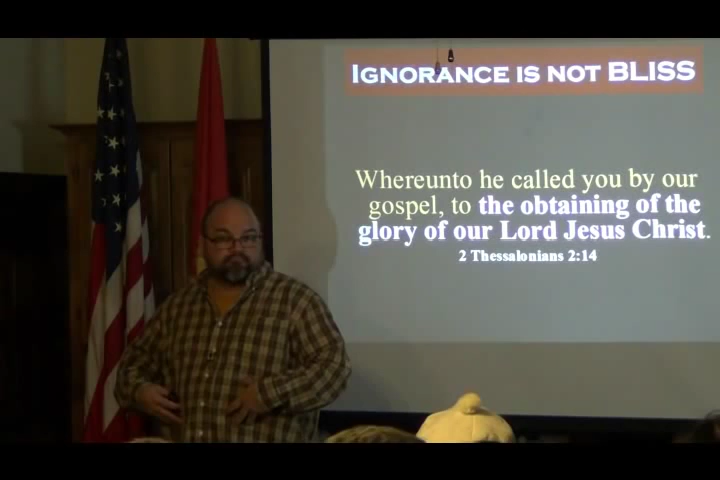 IGNORANCE IS NOT BLISS
Whereunto he called you by our
gospel, to the obtaining of the
glory of our Lord Jesus Christ.
2 Thessalonians 2:14